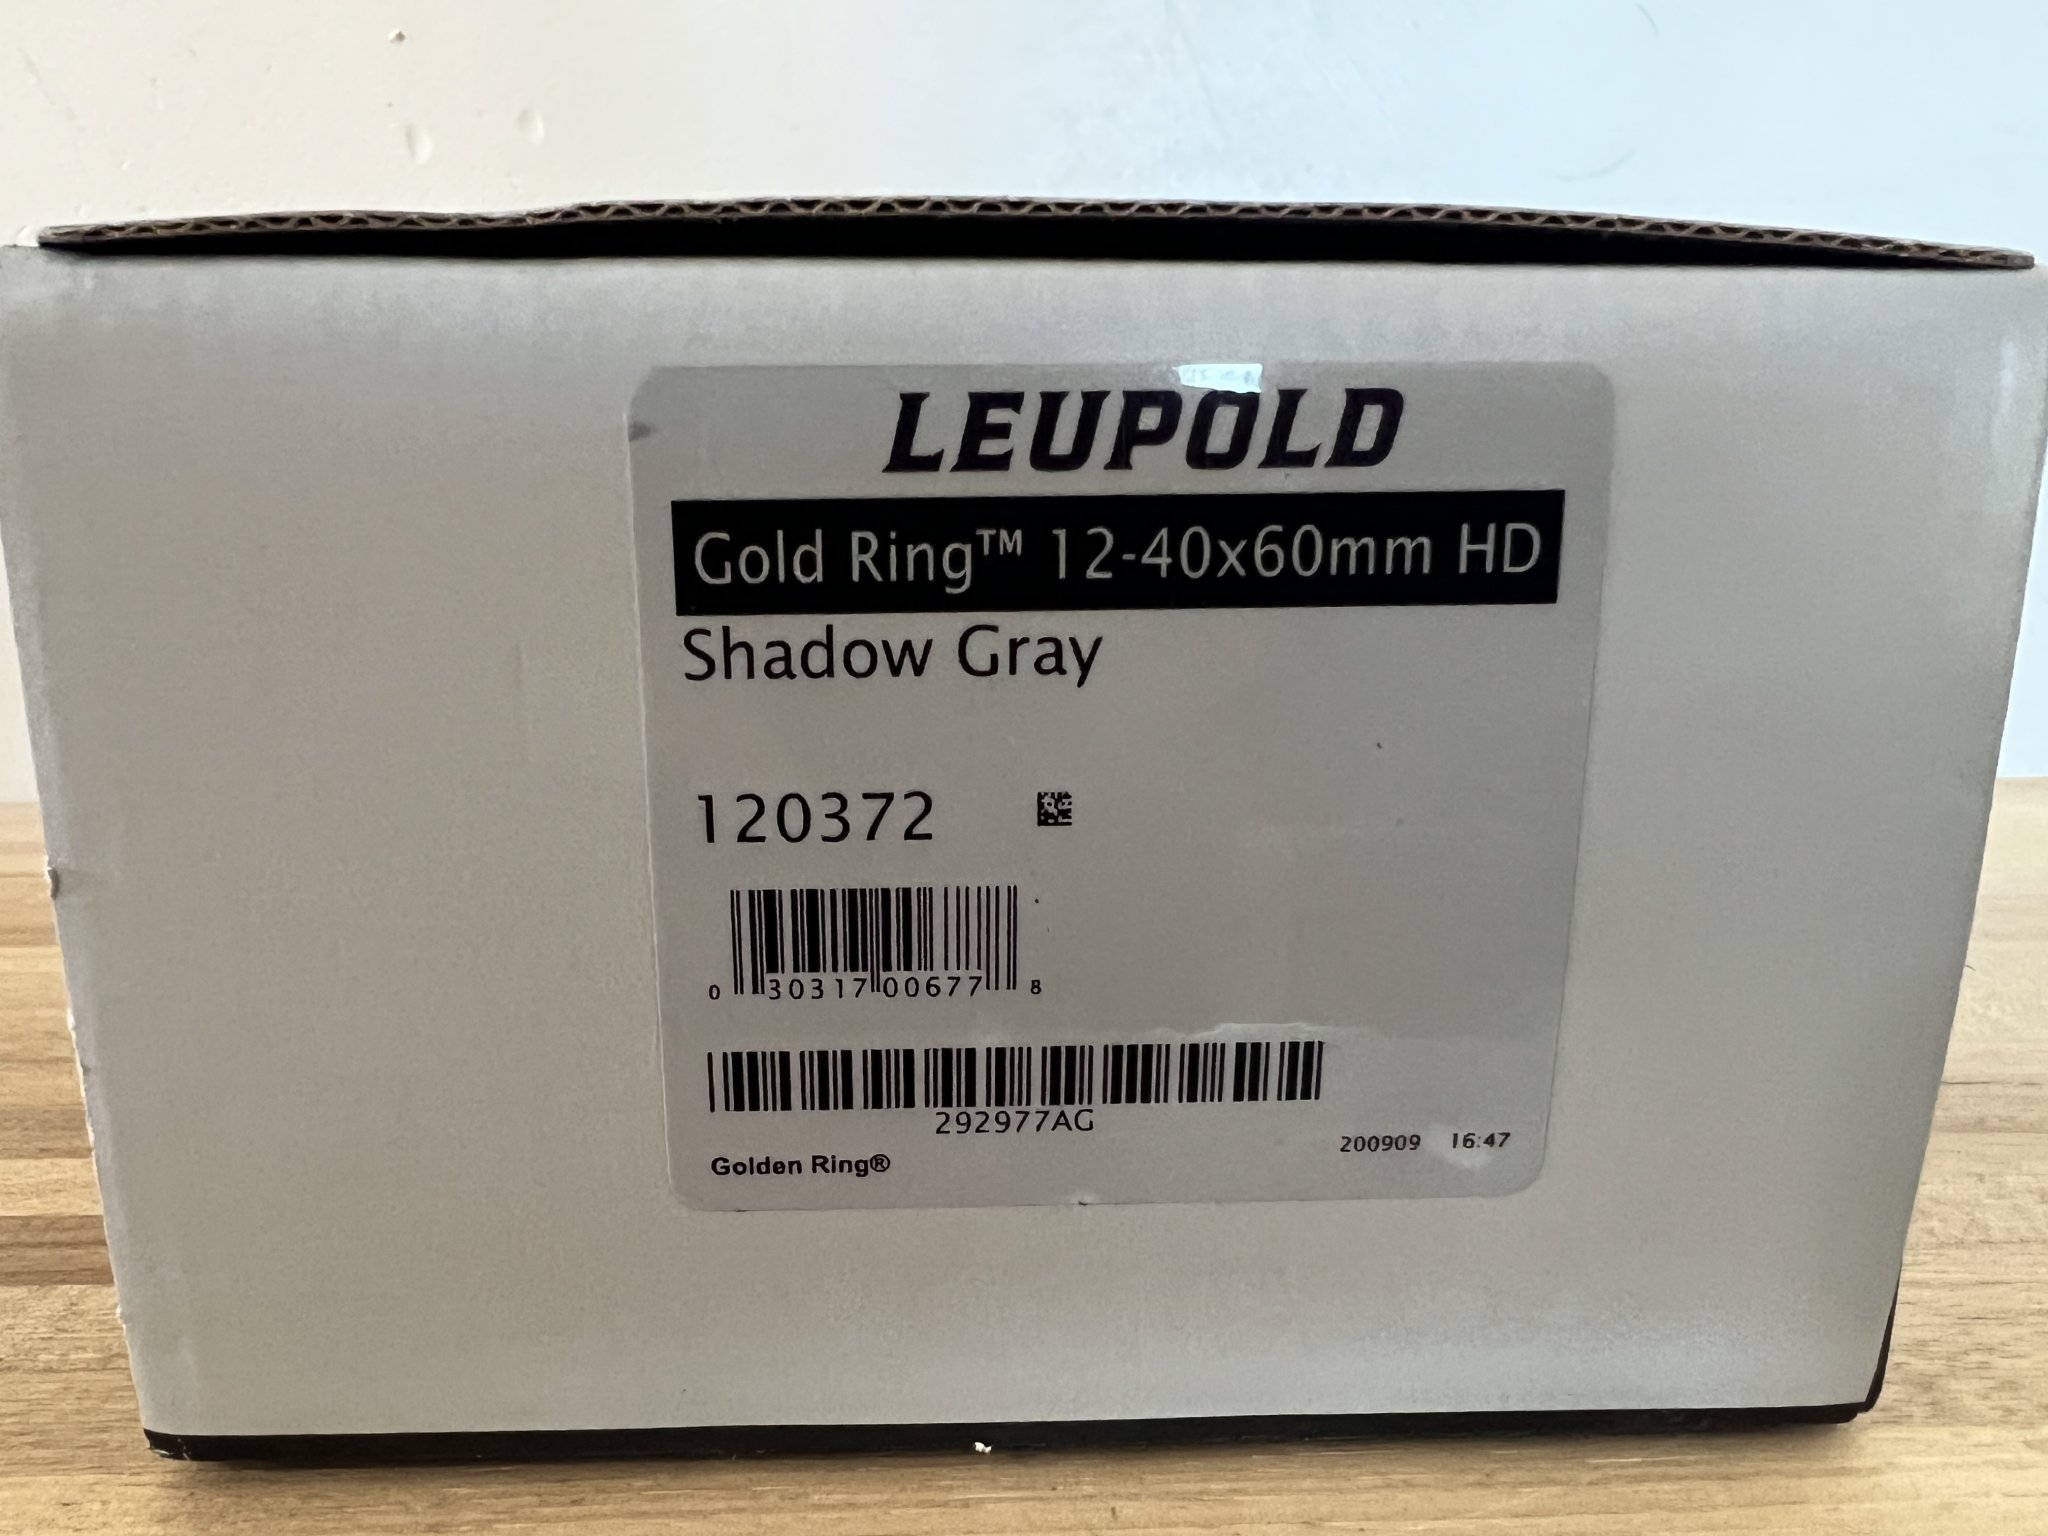 LEUPOLD
Gold Ring™ 12-40x60mm HD
Shadow Gray
120372
0 30317 00677 8
292977AG
200909 16:47
Golden Ring®